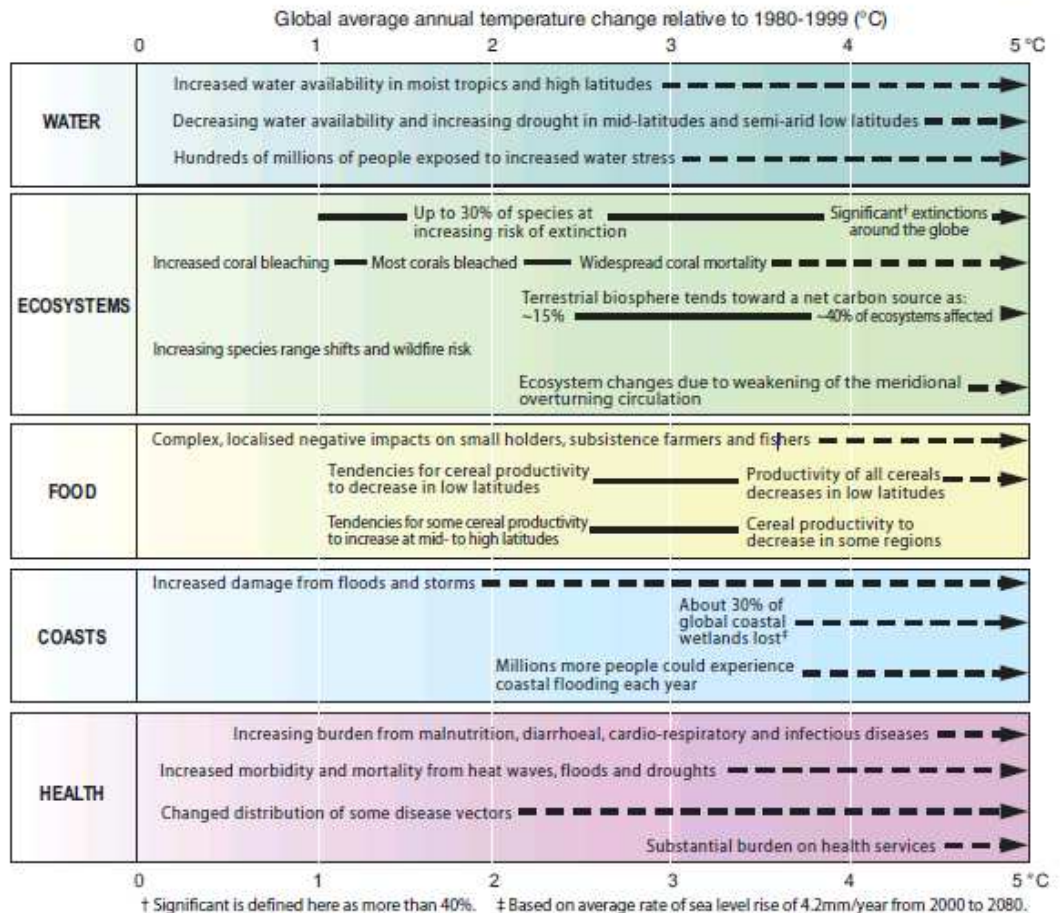 Global average annual temperature change relative to 1980-1999 (°C)
0 1 2 3 4 5 °C
WATER
Increased water availability in moist tropics and high latitudes
Decreasing water availability and increasing drought in mid-latitudes and semi-arid low latitudes
Hundreds of millions of people exposed to increased water stress
ECOSYSTEMS
Up to 30% of species at
increasing risk of extinction
Significant† extinctions
around the globe
Increased coral bleaching Most corals bleached Widespread coral mortality
Terrestrial biosphere tends toward a net carbon source as:
~15% ~40% of ecosystems affected
Increasing species range shifts and wildfire risk
Ecosystem changes due to weakening of the meridional
overturning circulation
FOOD
Complex, localised negative impacts on small holders, subsistence farmers and fishers
Tendencies for cereal productivity
to decrease in low latitudes
Productivity of all cereals
decreases in low latitudes
Tendencies for some cereal productivity
to increase at mid- to high latitudes
Cereal productivity to
decrease in some regions
COASTS
Increased damage from floods and storms
About 30% of
global coastal
wetlands lost‡
Millions more people could experience
coastal flooding each year
HEALTH
Increasing burden from malnutrition, diarrhoeal, cardio-respiratory and infectious diseases
Increased morbidity and mortality from heat waves, floods and droughts
Changed distribution of some disease vectors
Substantial burden on health services
0 1 2 3 4 5 °C
† Significant is defined here as more than 40%. ‡ Based on average rate of sea level rise of 4.2mm/year from 2000 to 2080.